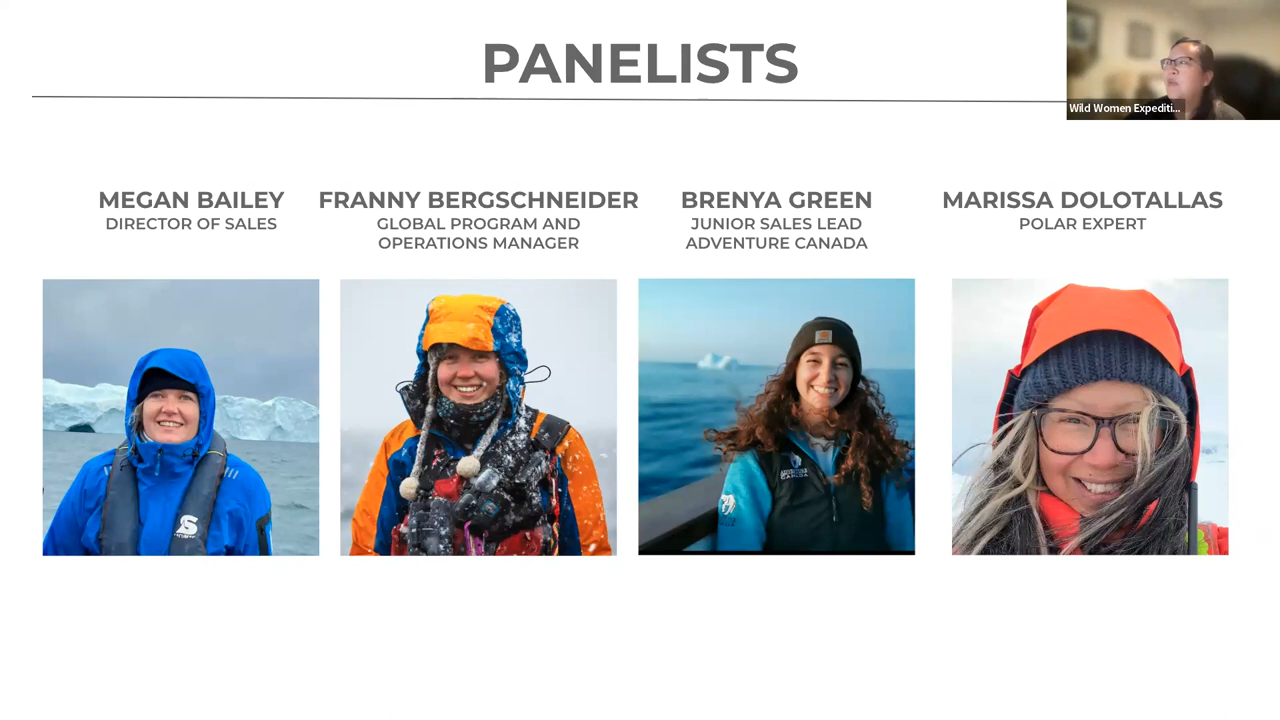 PANELISTS
Wild Women Expediti...
MEGAN BAILEY
DIRECTOR OF SALES
FRANNY BERGSCHNEIDER
GLOBAL PROGRAM AND
OPERATIONS MANAGER
BRENYA GREEN
JUNIOR SALES LEAD
ADVENTURE CANADA
MARISSA DOLOTALLAS
POLAR EXPERT